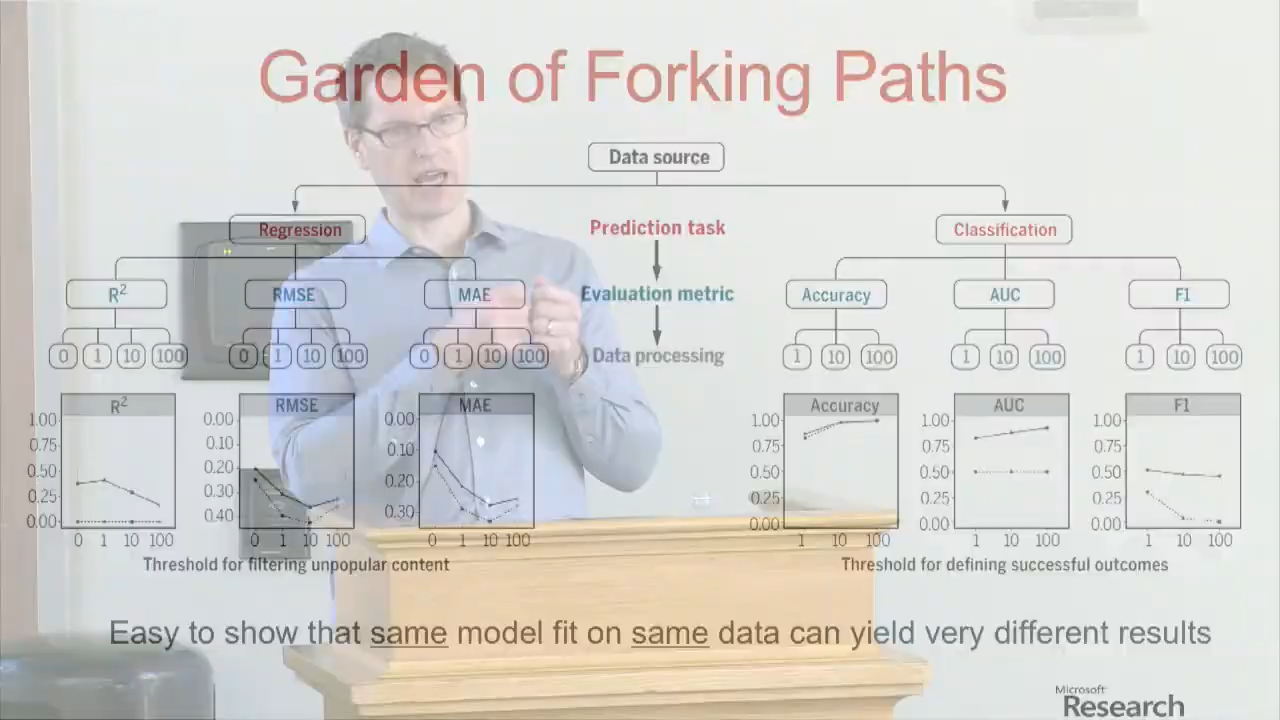 Garden of Forking Paths
Data source
Regression
Prediction task
Classification
R²
RMSE
MAE
Evaluation metric
Accuracy
AUC
F1
0 1 10 100
0 1 10 100
0 1 10 100
Data processing
1 10 100
1 10 100
1 10 100
R²
1.00
0.75
0.50
0.25
0.00
0 1 10 100
RMSE
0.00
0.10
0.20
0.30
0.40
0 1 10 100
MAE
0.00
0.10
0.20
0.30
0 1 10 100
Threshold for filtering unpopular content
Accuracy
1.00
0.75
0.50
0.25
0.00
1 10 100
AUC
1.00
0.75
0.50
0.25
0.00
1 10 100
F1
1.00
0.75
0.50
0.25
0.00
1 10 100
Threshold for defining successful outcomes
Easy to show that same model fit on same data can yield very different results
Microsoft
Research